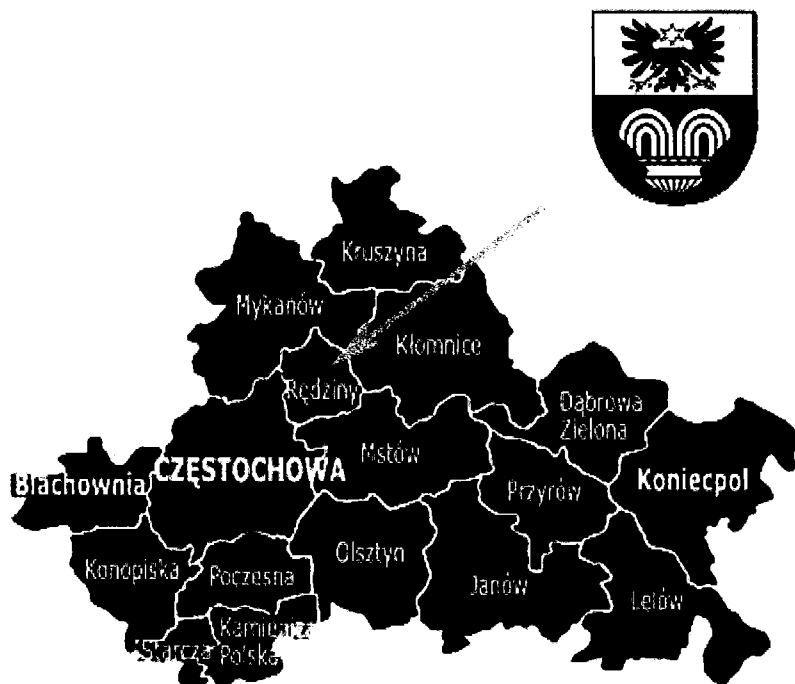 Kruszyna
Mykanów
Kłomnice
Rędziny
Dąbrowa
Zielona
Mstów
CZĘSTOCHOWA
Blachownia
Koniecpol
Przyrów
Olsztyn
Konopiska
Poczesna
Janów
Lelów
Kamienica
Polska
Starcza